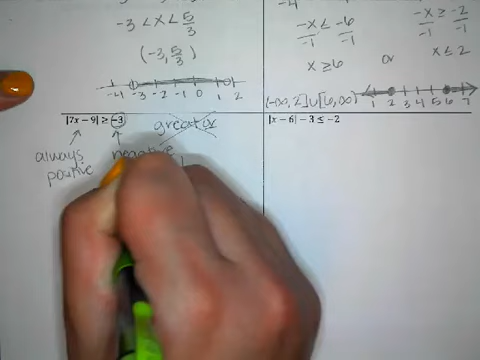 -3 < x < 5/3
(-3, 5/3)
-4 -3 -2 -1 0 1 2
-x ≤ -6
-1 -1
x ≥ 6
or
-x ≥ -2
-1 -1
x ≤ 2
(-∞, 2] U [6, ∞)
1 2 3 4 5 6 7
|7x − 9| ≥ −3
greator
always
positive
negative
|x − 6| − 3 ≤ −2